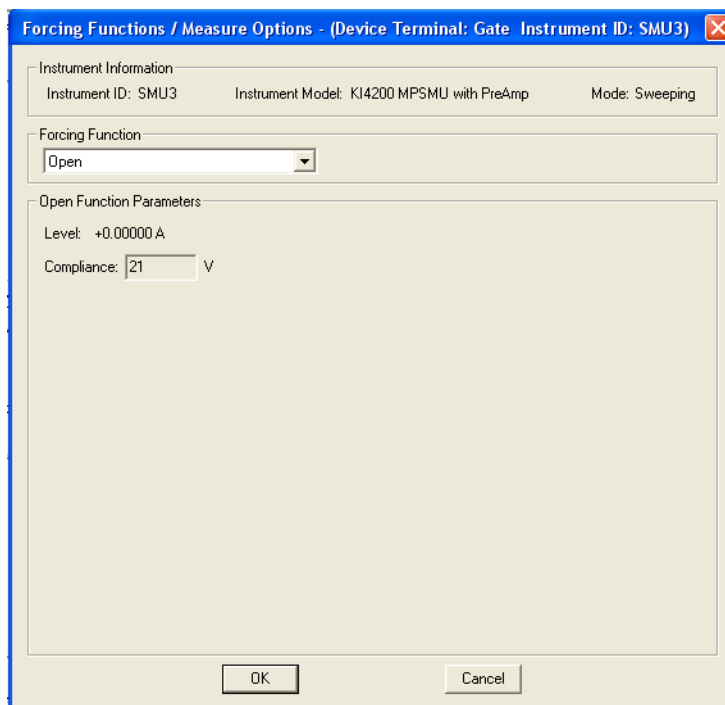 Forcing Functions / Measure Options - (Device Terminal: Gate  Instrument ID: SMU3)
Instrument Information
Instrument ID: SMU3 Instrument Model: KI4200 MPSMU with PreAmp Mode: Sweeping
Forcing Function
Open
Open Function Parameters
Level: +0.00000 A
Compliance: 21 V
OK Cancel